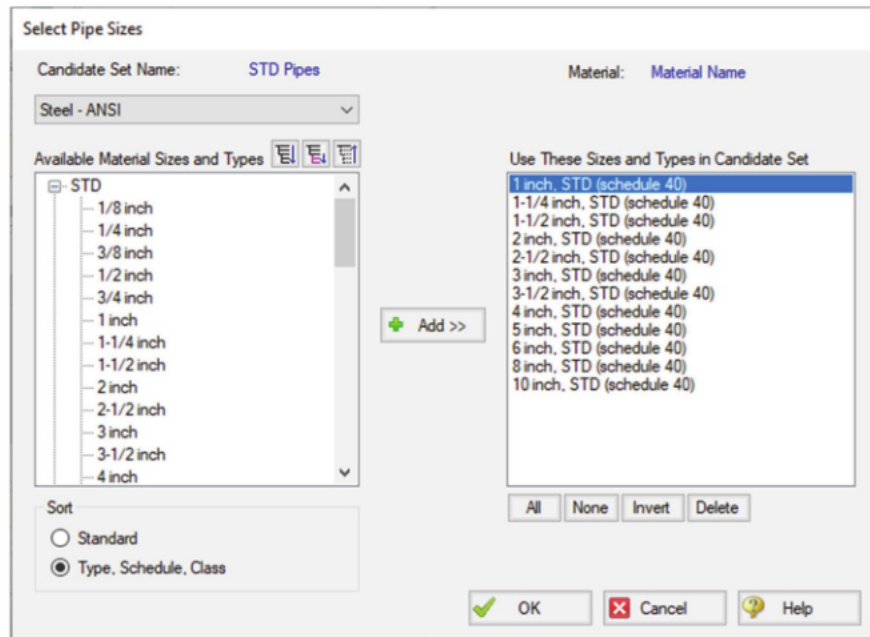 Select Pipe Sizes
Candidate Set Name: STD Pipes
Material: Material Name
Steel - ANSI
Available Material Sizes and Types
STD
1/8 inch
1/4 inch
3/8 inch
1/2 inch
3/4 inch
1 inch
1-1/4 inch
1-1/2 inch
2 inch
2-1/2 inch
3 inch
3-1/2 inch
4 inch
Add >>
Use These Sizes and Types in Candidate Set
1 inch, STD (schedule 40)
1-1/4 inch, STD (schedule 40)
1-1/2 inch, STD (schedule 40)
2 inch, STD (schedule 40)
2-1/2 inch, STD (schedule 40)
3 inch, STD (schedule 40)
3-1/2 inch, STD (schedule 40)
4 inch, STD (schedule 40)
5 inch, STD (schedule 40)
6 inch, STD (schedule 40)
8 inch, STD (schedule 40)
10 inch, STD (schedule 40)
All None Invert Delete
Sort
Standard
Type, Schedule, Class
OK Cancel Help